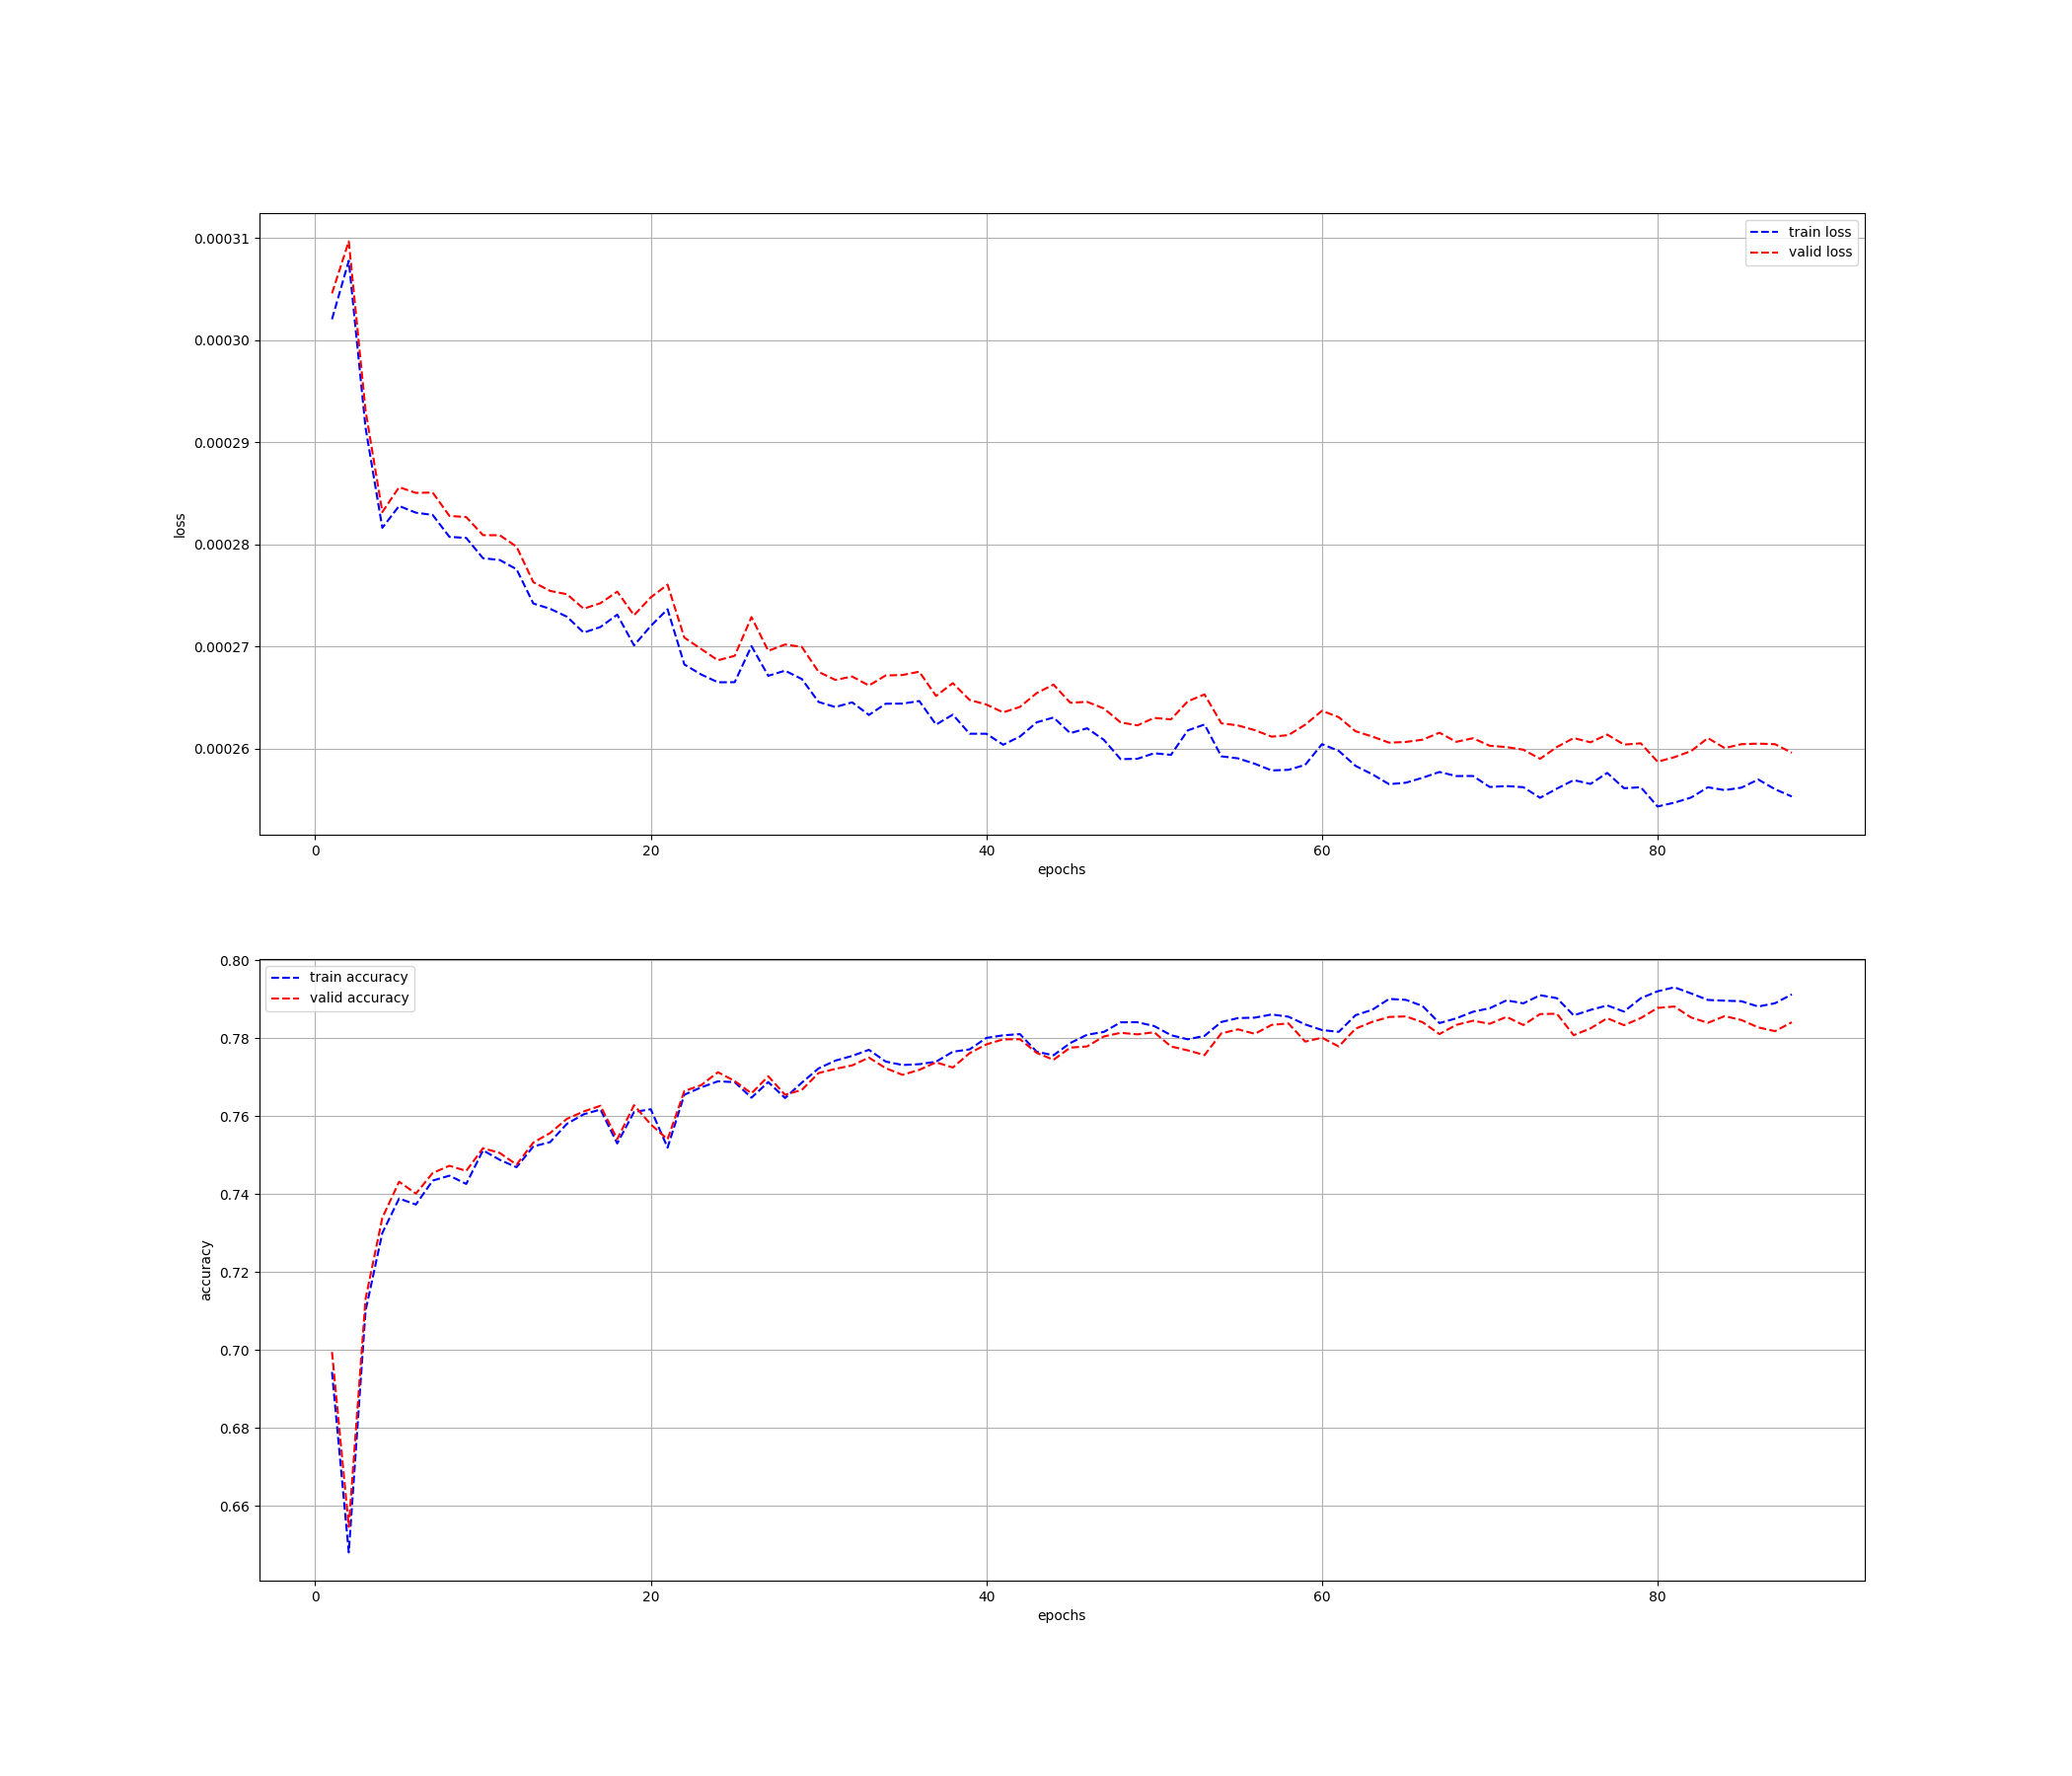 train loss
valid loss
0.00031
0.00030
0.00029
0.00028
0.00027
0.00026
loss
0 20 40 60 80
epochs
train accuracy
valid accuracy
0.80
0.78
0.76
0.74
0.72
0.70
0.68
0.66
accuracy
0 20 40 60 80
epochs